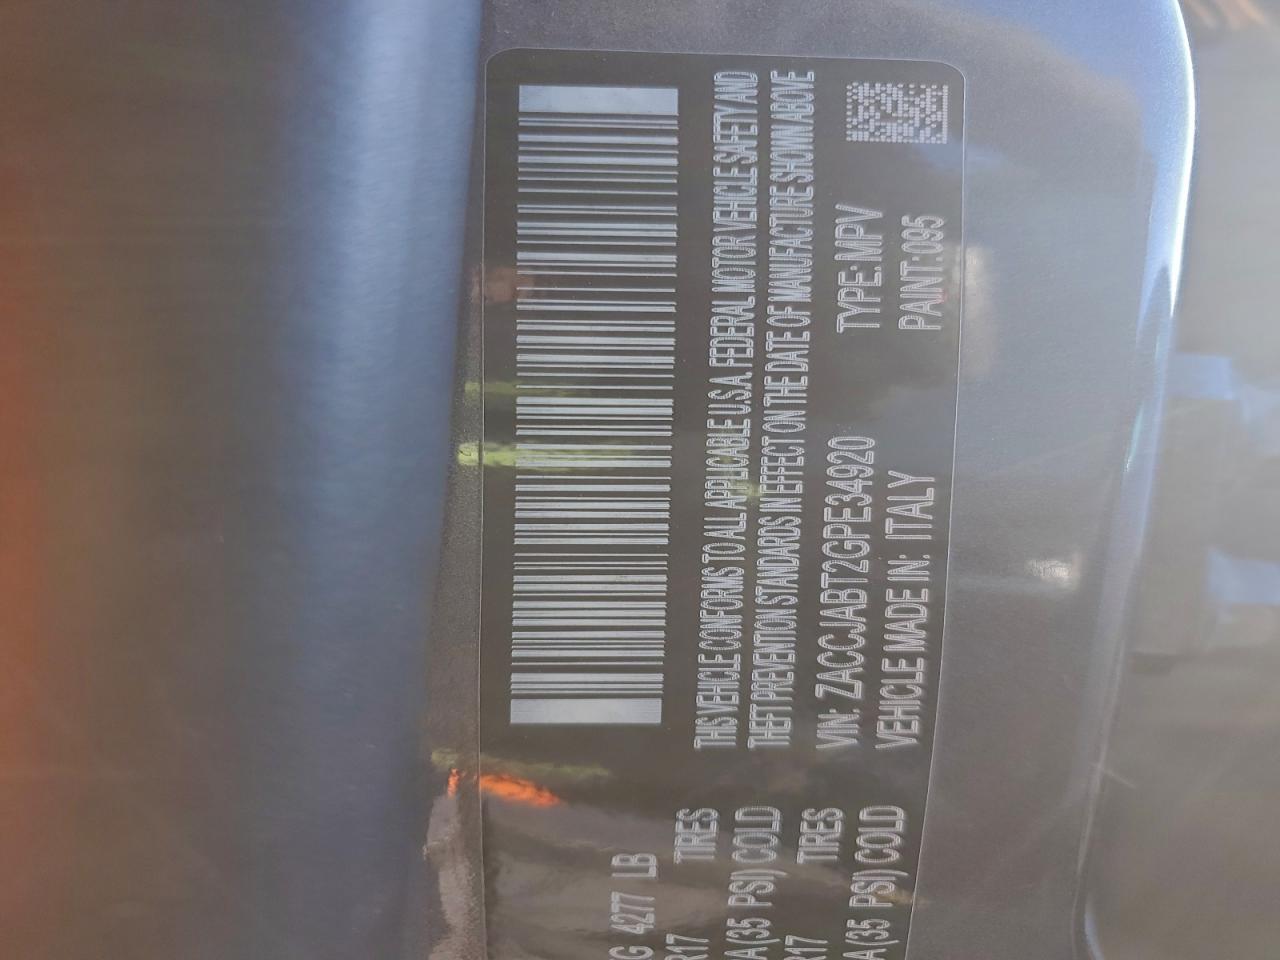 G 4277 LB
R17 TIRES
A(35 PSI) COLD
R17 TIRES
A(35 PSI) COLD
THIS VEHICLE CONFORMS TO ALL APPLICABLE U.S.A. FEDERAL MOTOR VEHICLE SAFETY AND
THEFT PREVENTION STANDARDS IN EFFECT ON THE DATE OF MANUFACTURE SHOWN ABOVE
VIN: ZACCJABT2GPE34920 TYPE: MPV
VEHICLE MADE IN: ITALY PAINT: 095